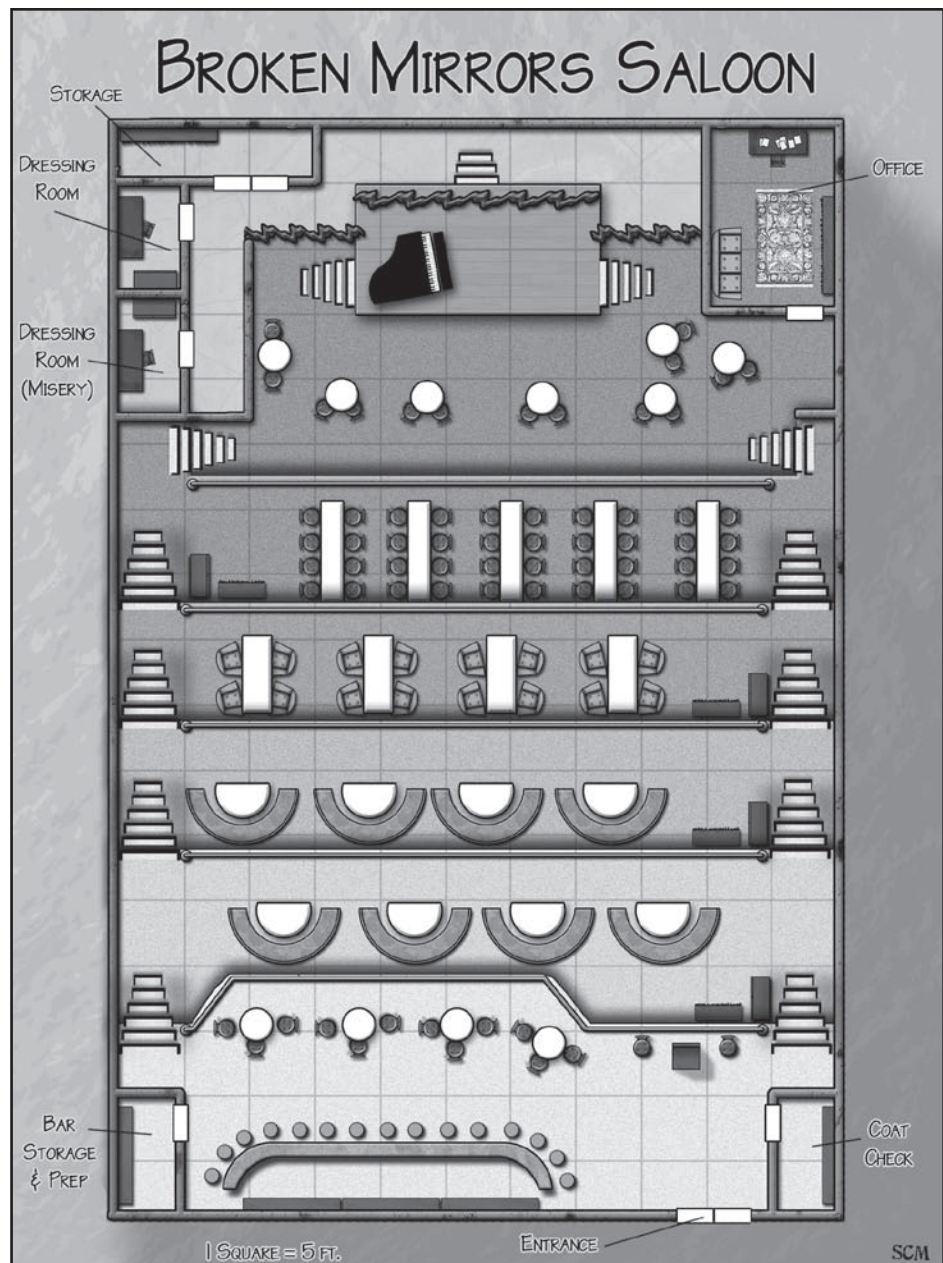 Broken Mirrors Saloon
Storage
Dressing
Room
Office
Dressing
Room
(Misery)
Bar
Storage
& Prep
Coat
Check
Entrance
1 Square = 5 ft.
SCM